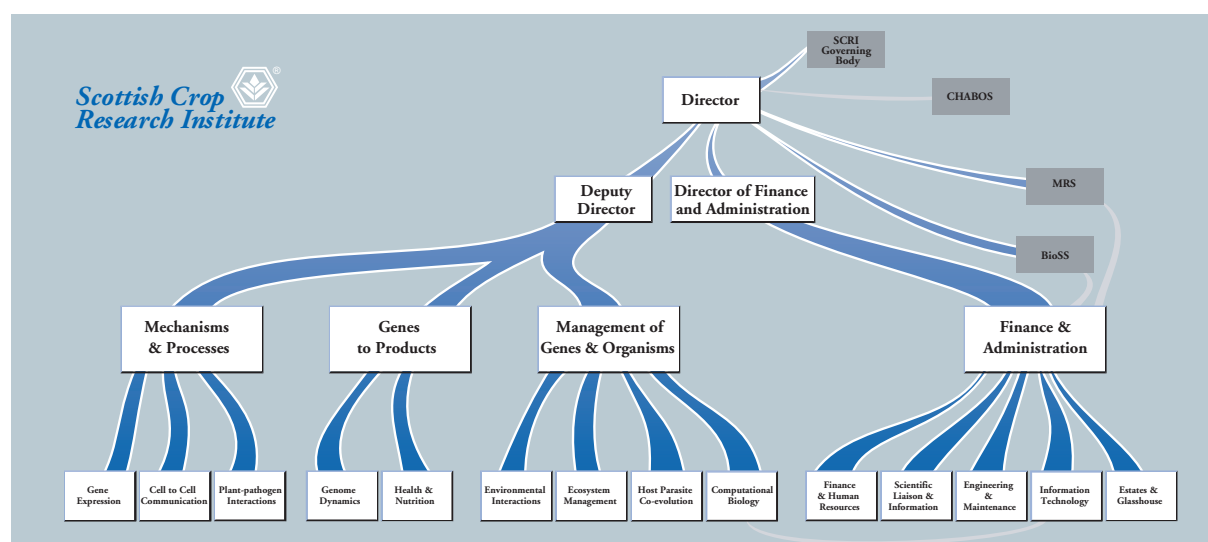 SCRI
Governing
Body
Scottish Crop ®
Research Institute
Director
CHABOS
Deputy
Director
Director of Finance
and Administration
MRS
BioSS
Mechanisms
& Processes
Genes
to Products
Management of
Genes & Organisms
Finance &
Administration
Gene
Expression
Cell to Cell
Communication
Plant-pathogen
Interactions
Genome
Dynamics
Health &
Nutrition
Environmental
Interactions
Ecosystem
Management
Host Parasite
Co-evolution
Computational
Biology
Finance
& Human
Resources
Scientific
Liaison &
Information
Engineering
&
Maintenance
Information
Technology
Estates &
Glasshouse